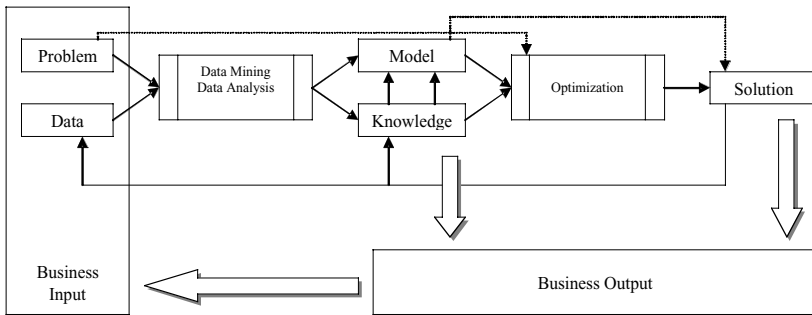 Problem
Data
Data Mining
Data Analysis
Model
Knowledge
Optimization
Solution
Business
Input
Business Output